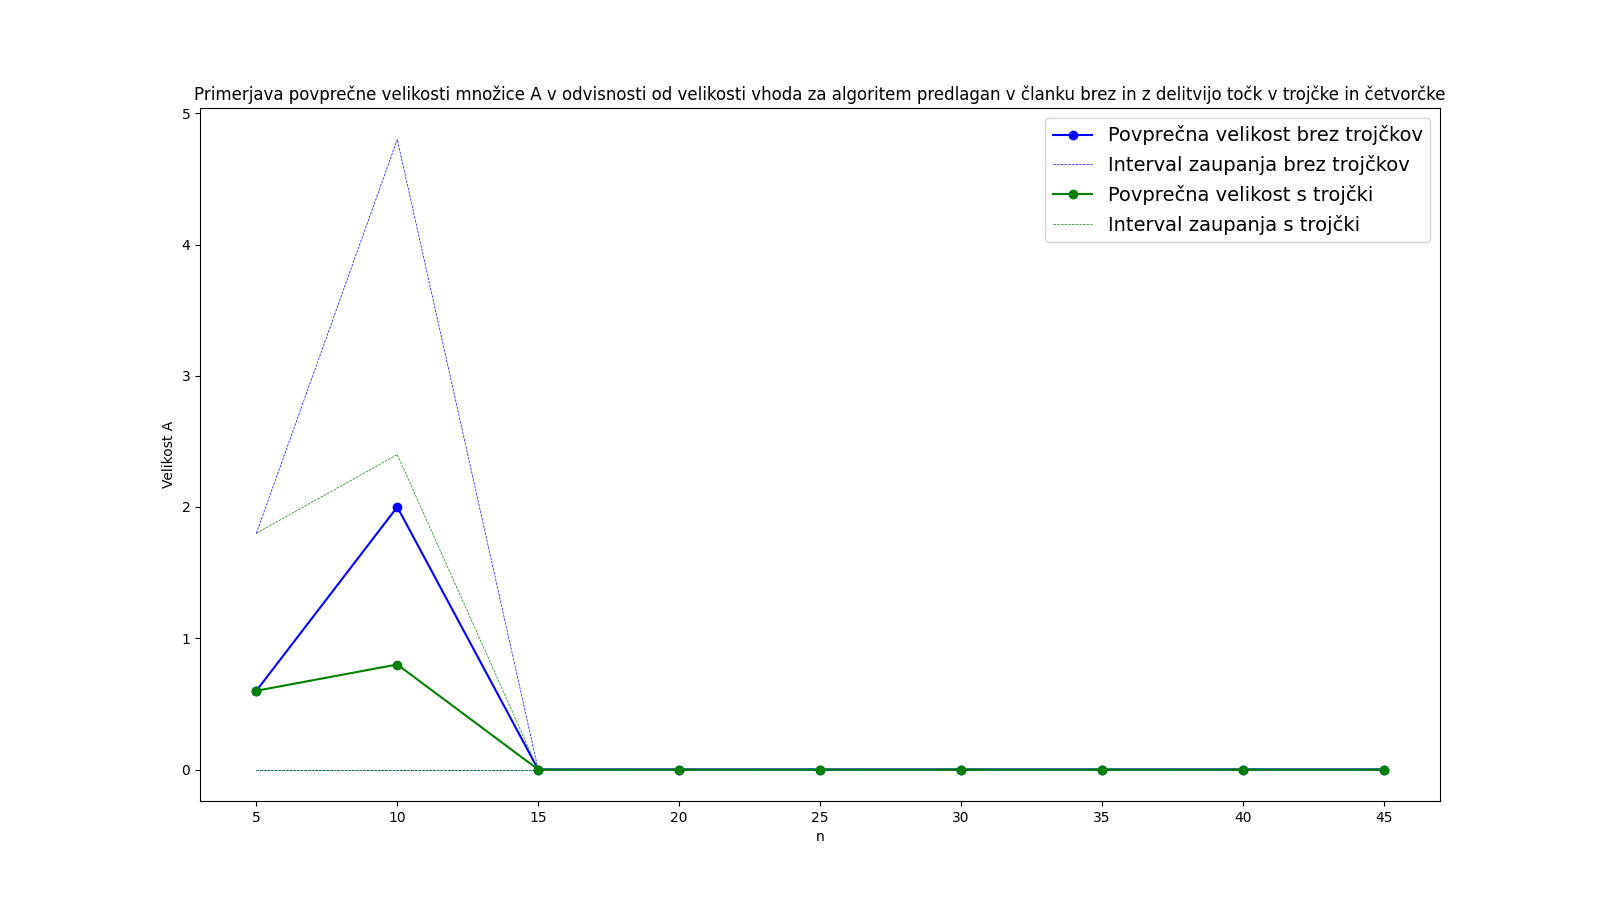 Primerjava povprečne velikosti množice A v odvisnosti od velikosti vhoda za algoritem predlagan v članku brez in z delitvijo točk v trojčke in četvorčke
Povprečna velikost brez trojčkov
Interval zaupanja brez trojčkov
Povprečna velikost s trojčki
Interval zaupanja s trojčki
Velikost A
5
4
3
2
1
0
5 10 15 20 25 30 35 40 45
n